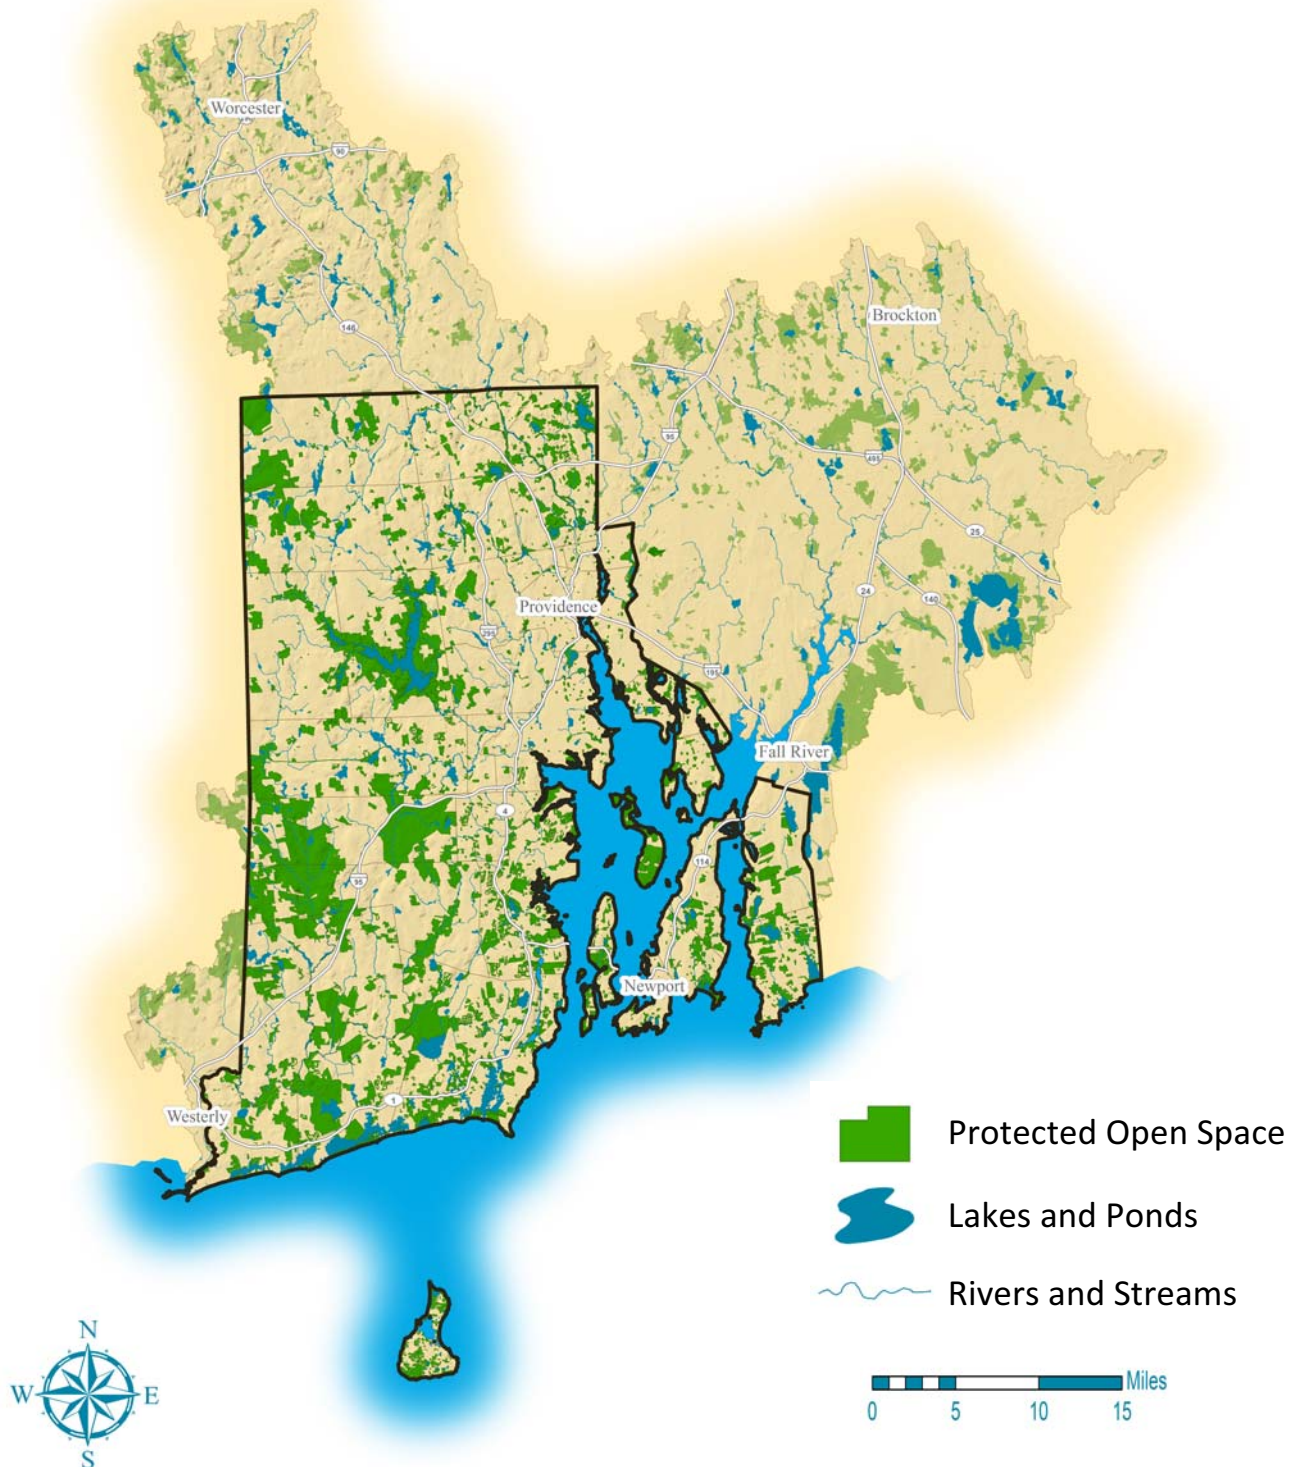 Worcester
90
146
Brockton
95
495
25
24
140
Providence
295
195
Fall River
4
114
95
Newport
1
Westerly
Protected Open Space
Lakes and Ponds
Rivers and Streams
N
W
E
S
Miles
0 5 10 15